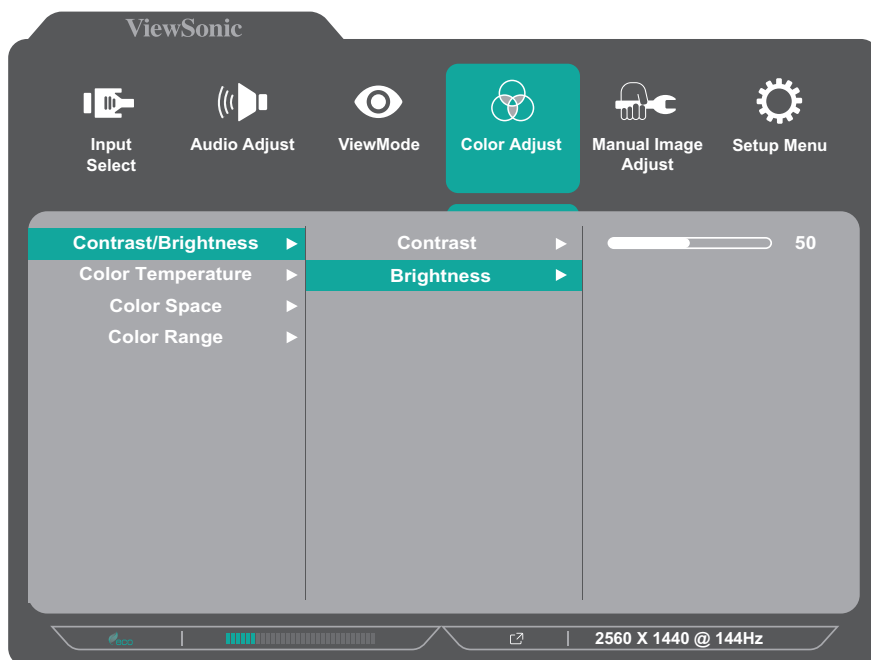 ViewSonic
Input
Select
Audio Adjust
ViewMode
Color Adjust
Manual Image
Adjust
Setup Menu
Contrast/Brightness
Contrast
50
Color Temperature
Brightness
Color Space
Color Range
eco
2560 X 1440 @ 144Hz